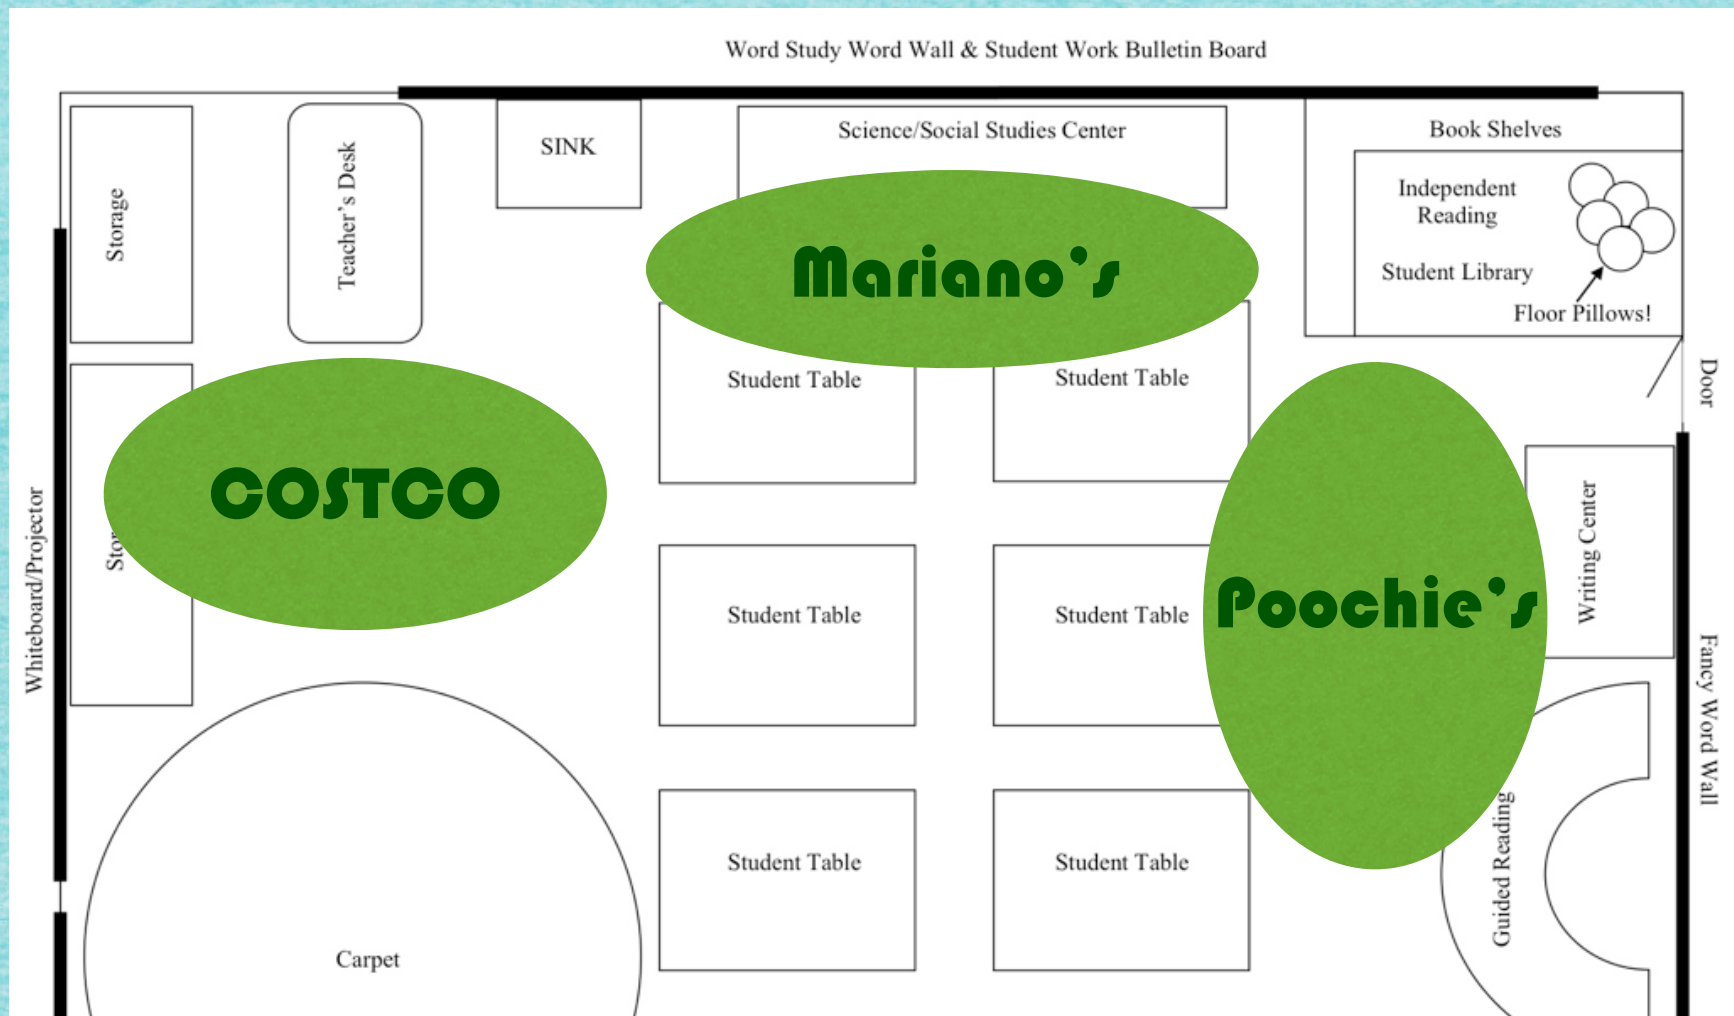 Word Study Word Wall & Student Work Bulletin Board
Storage
Teacher's Desk
SINK
Science/Social Studies Center
Book Shelves
Independent
Reading
Student Library
Floor Pillows!
Mariano's
Door
Student Table
Student Table
COSTCO
Stor
Whiteboard/Projector
Writing Center
Poochie's
Student Table
Student Table
Fancy Word Wall
Student Table
Student Table
Guided Reading
Carpet